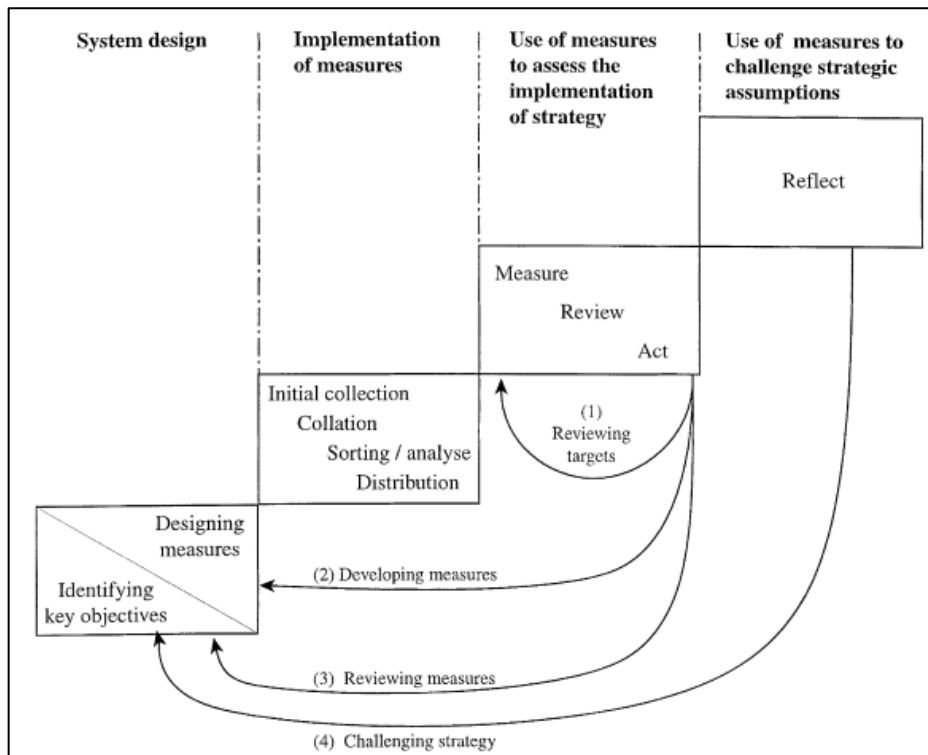 System design
Implementation
of measures
Use of measures
to assess the
implementation
of strategy
Use of measures to
challenge strategic
assumptions
Reflect
Measure
Review
Act
Initial collection
Collation
Sorting / analyse
Distribution
(1)
Reviewing
targets
Designing
measures
Identifying
key objectives
(2) Developing measures
(3) Reviewing measures
(4) Challenging strategy